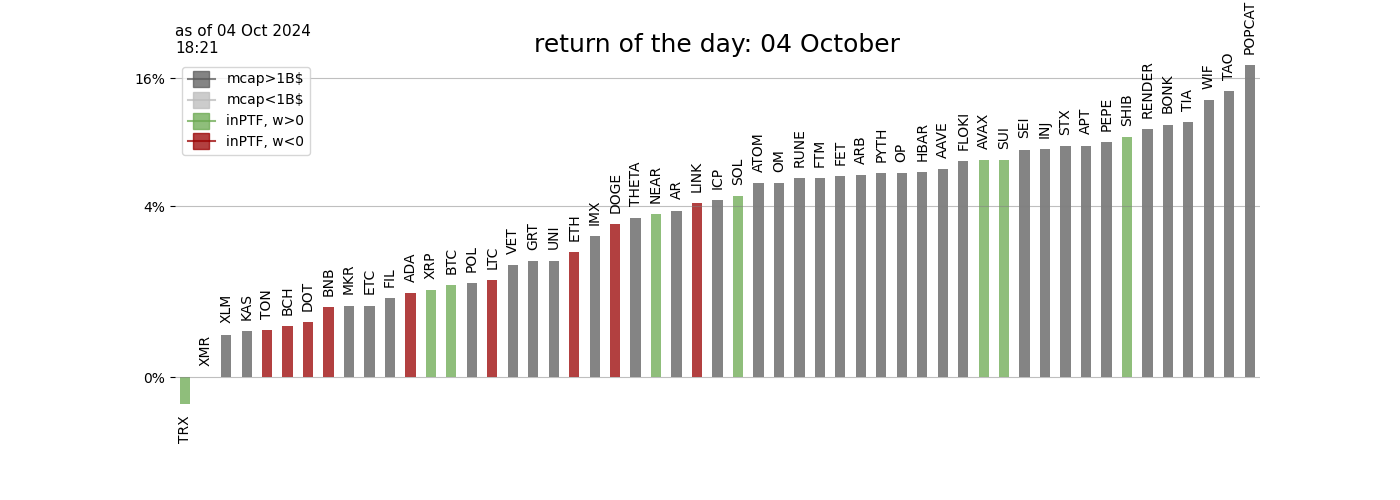 as of 04 Oct 2024
18:21
return of the day: 04 October
mcap>1B$
mcap<1B$
inPTF, w>0
inPTF, w<0
16%
4%
0%
TRX
XMR
XLM
KAS
TON
BCH
DOT
BNB
MKR
ETC
FIL
ADA
XRP
BTC
POL
LTC
VET
GRT
UNI
ETH
IMX
DOGE
THETA
NEAR
AR
LINK
ICP
SOL
ATOM
OM
RUNE
FTM
FET
ARB
PYTH
OP
HBAR
AAVE
FLOKI
AVAX
SUI
SEI
INJ
STX
APT
PEPE
SHIB
RENDER
BONK
TIA
WIF
TAO
POPCAT